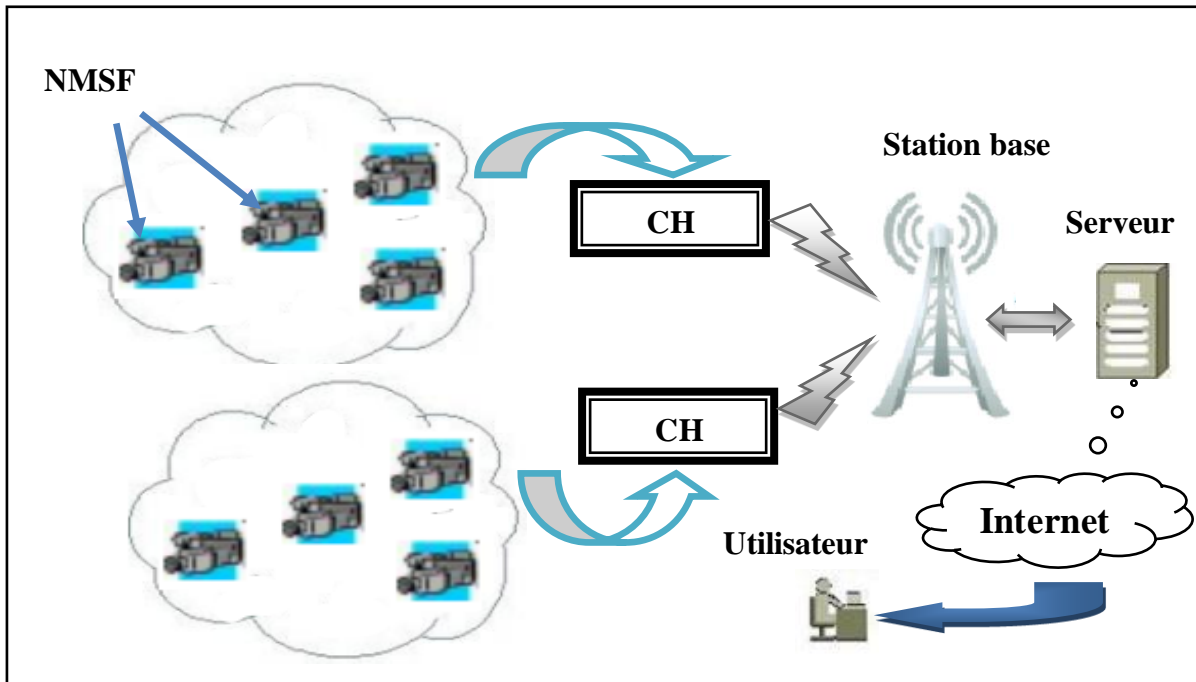 NMSF
Station base
Serveur
CH
CH
Internet
Utilisateur